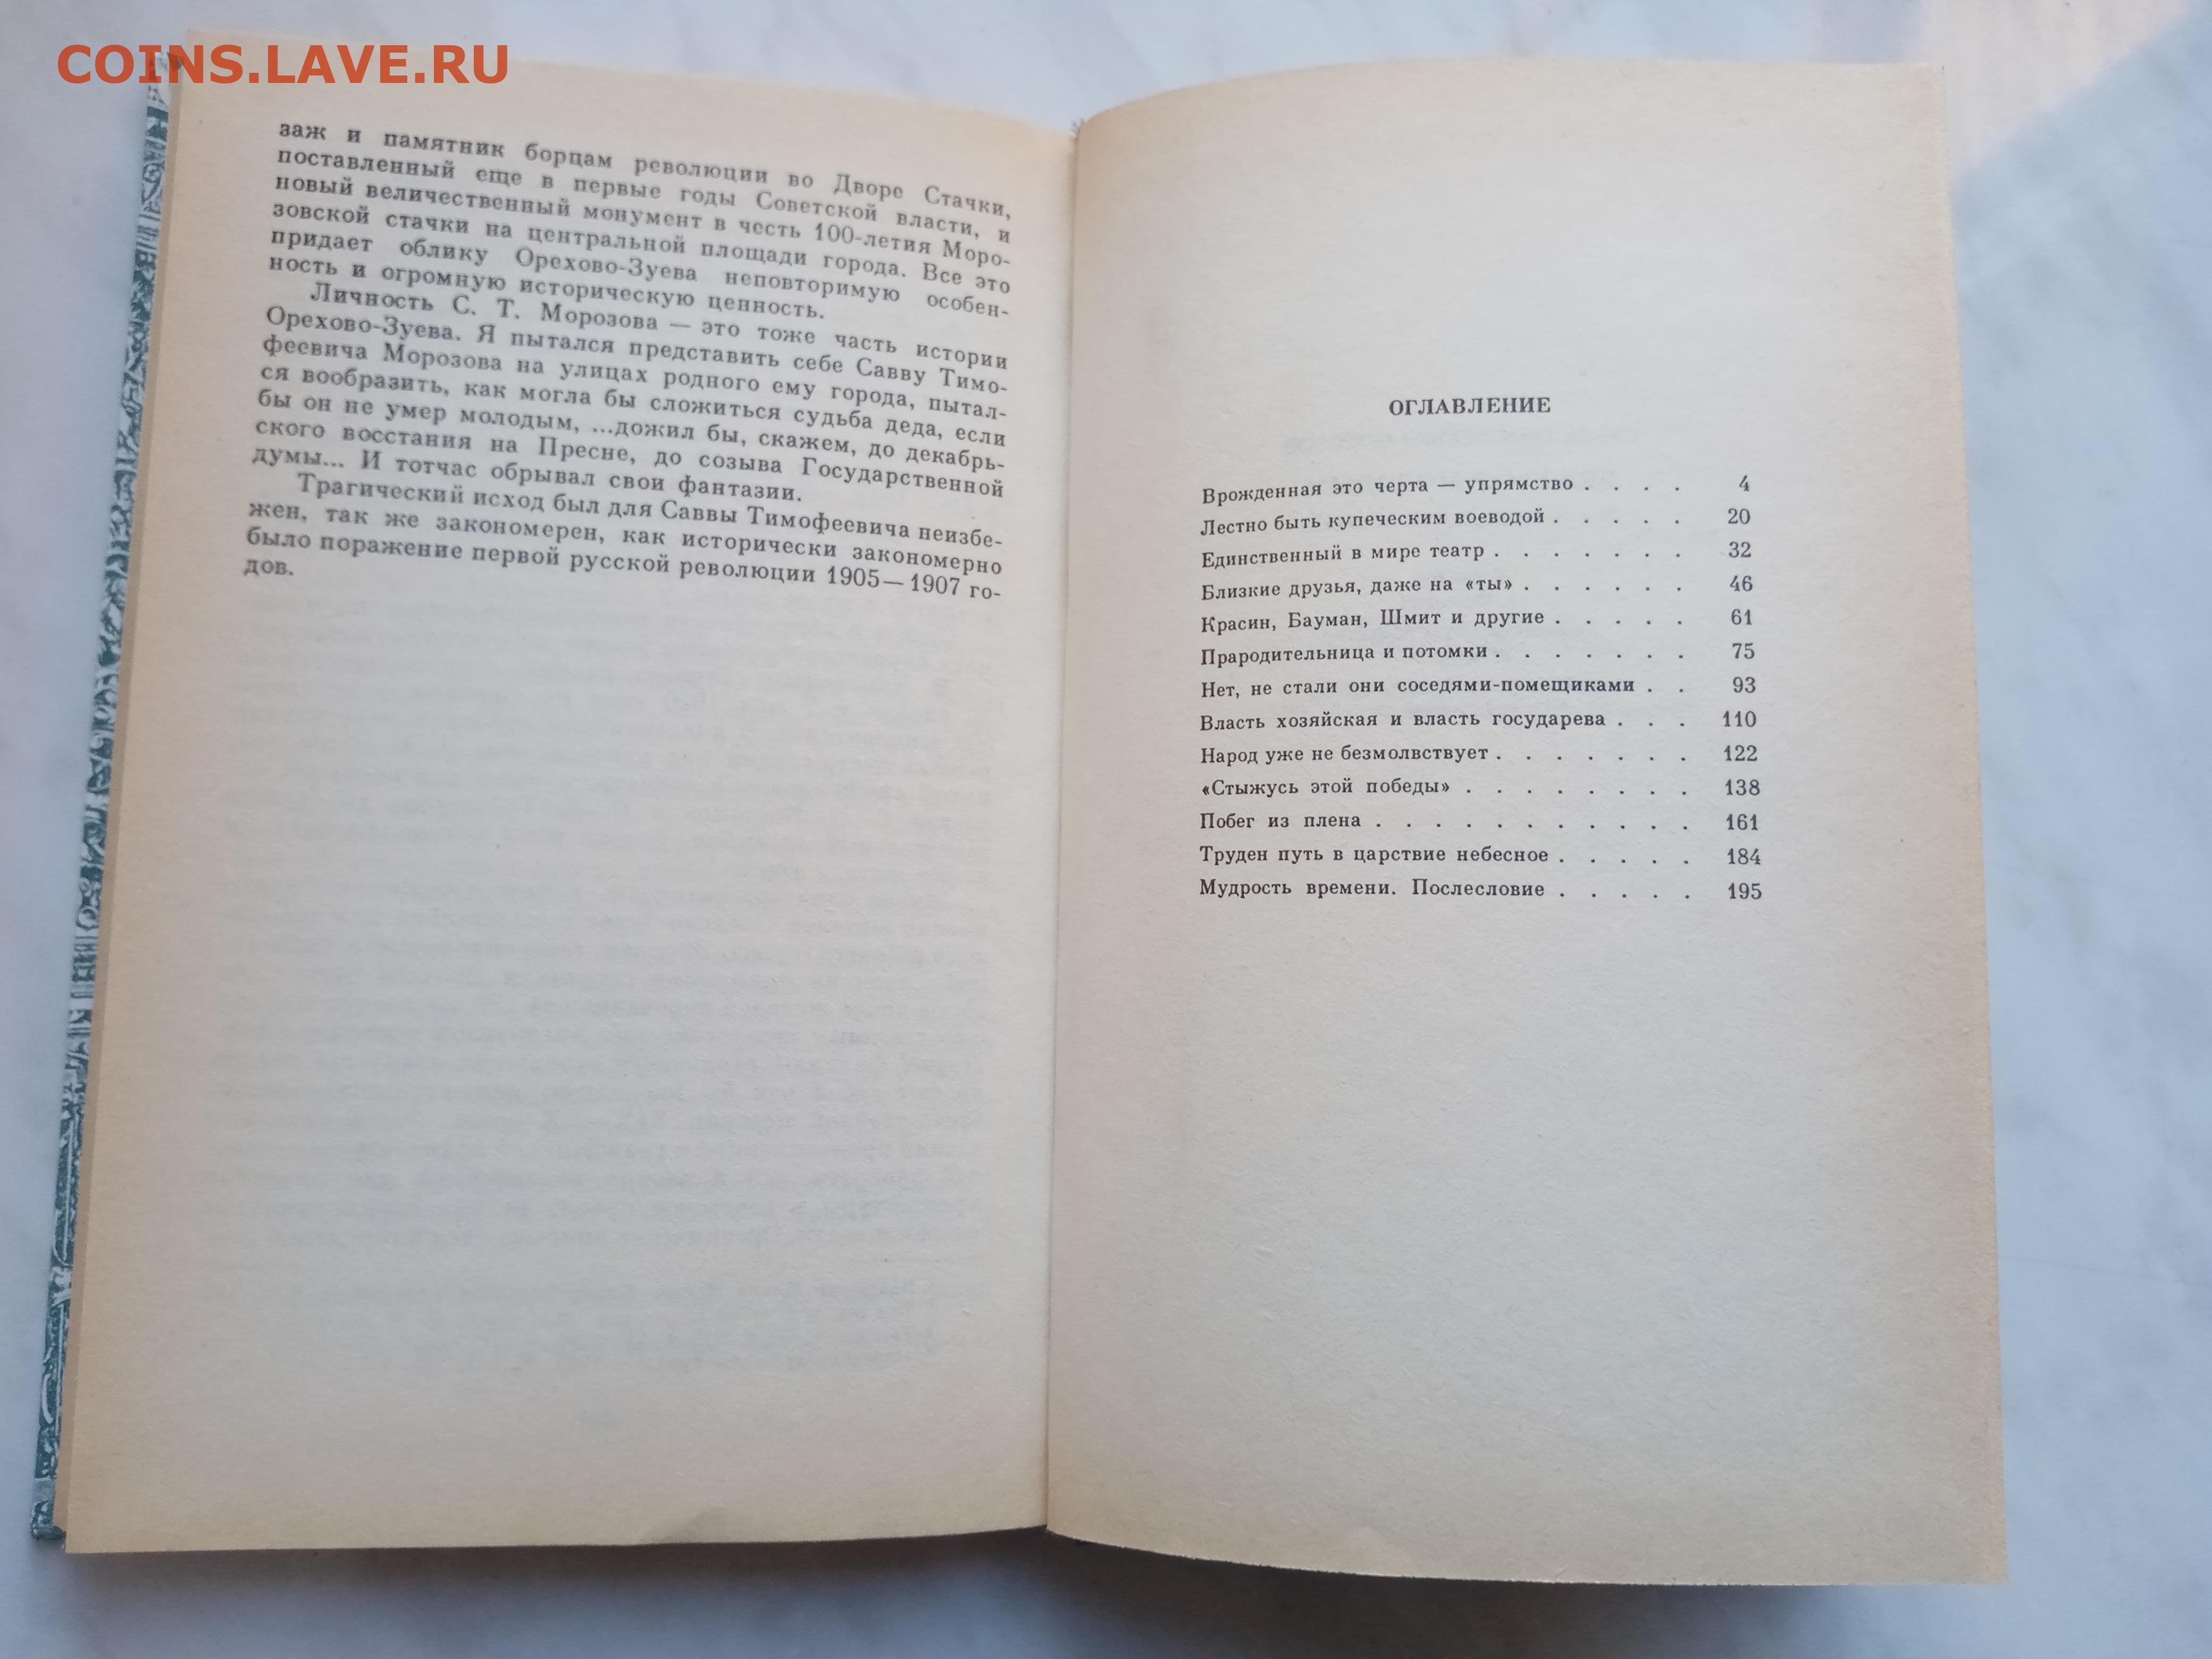 COINS.LAVE.RU
заж и памятник борцам революции во Дворе Стачки,
поставленный еще в первые годы Советской власти, и
новый величественный монумент в честь 100-летия Моро-
зовской стачки на центральной площади города. Все это
придает облику Орехово-Зуева неповторимую особен-
ность и огромную историческую ценность.
Личность С. Т. Морозова — это тоже часть истории
Орехово-Зуева. Я пытался представить себе Савву Тимо-
феевича Морозова на улицах родного ему города, пытал-
ся вообразить, как могла бы сложиться судьба деда, если
бы он не умер молодым, ...дожил бы, скажем, до декабрь-
ского восстания на Пресне, до созыва Государственной
думы... И тотчас обрывал свои фантазии.
Трагический исход был для Саввы Тимофеевича неизбе-
жен, так же закономерен, как исторически закономерно
было поражение первой русской революции 1905—1907 го-
дов.
ОГЛАВЛЕНИЕ
Врожденная это черта — упрямство . . . . 4
Лестно быть купеческим воеводой . . . . . 20
Единственный в мире театр . . . . . . . 32
Близкие друзья, даже на «ты» . . . . . . 46
Красин, Бауман, Шмит и другие . . . . . 61
Прародительница и потомки . . . . . . . 75
Нет, не стали они соседями-помещиками . . 93
Власть хозяйская и власть государева . . . 110
Народ уже не безмолвствует . . . . . . . 122
«Стыжусь этой победы» . . . . . . . . 138
Побег из плена . . . . . . . . . . . 161
Труден путь в царствие небесное . . . . . 184
Мудрость времени. Послесловие . . . . . 195